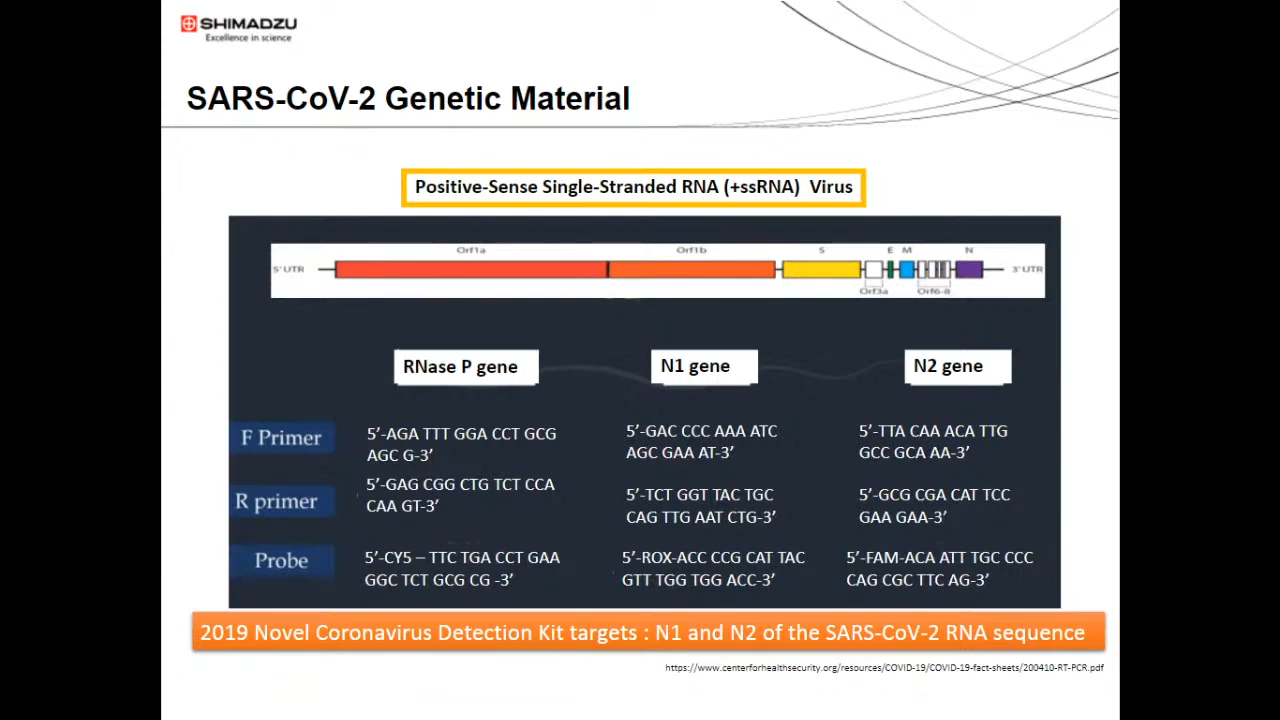 SHIMADZU
Excellence in science
SARS-CoV-2 Genetic Material
Positive-Sense Single-Stranded RNA (+ssRNA) Virus
Orf1a Orf1b S E M N
5' UTR 3' UTR
Orf3a Orf6-8
RNase P gene N1 gene N2 gene
F Primer
5’-AGA TTT GGA CCT GCG
AGC G-3’
5’-GAC CCC AAA ATC
AGC GAA AT-3’
5’-TTA CAA ACA TTG
GCC GCA AA-3’
R primer
5’-GAG CGG CTG TCT CCA
CAA GT-3’
5’-TCT GGT TAC TGC
CAG TTG AAT CTG-3’
5’-GCG CGA CAT TCC
GAA GAA-3’
Probe
5’-CY5 – TTC TGA CCT GAA
GGC TCT GCG CG -3’
5’-ROX-ACC CCG CAT TAC
GTT TGG TGG ACC-3’
5’-FAM-ACA ATT TGC CCC
CAG CGC TTC AG-3’
2019 Novel Coronavirus Detection Kit targets : N1 and N2 of the SARS-CoV-2 RNA sequence
https://www.centerforhealthsecurity.org/resources/COVID-19/COVID-19-fact-sheets/200410-RT-PCR.pdf